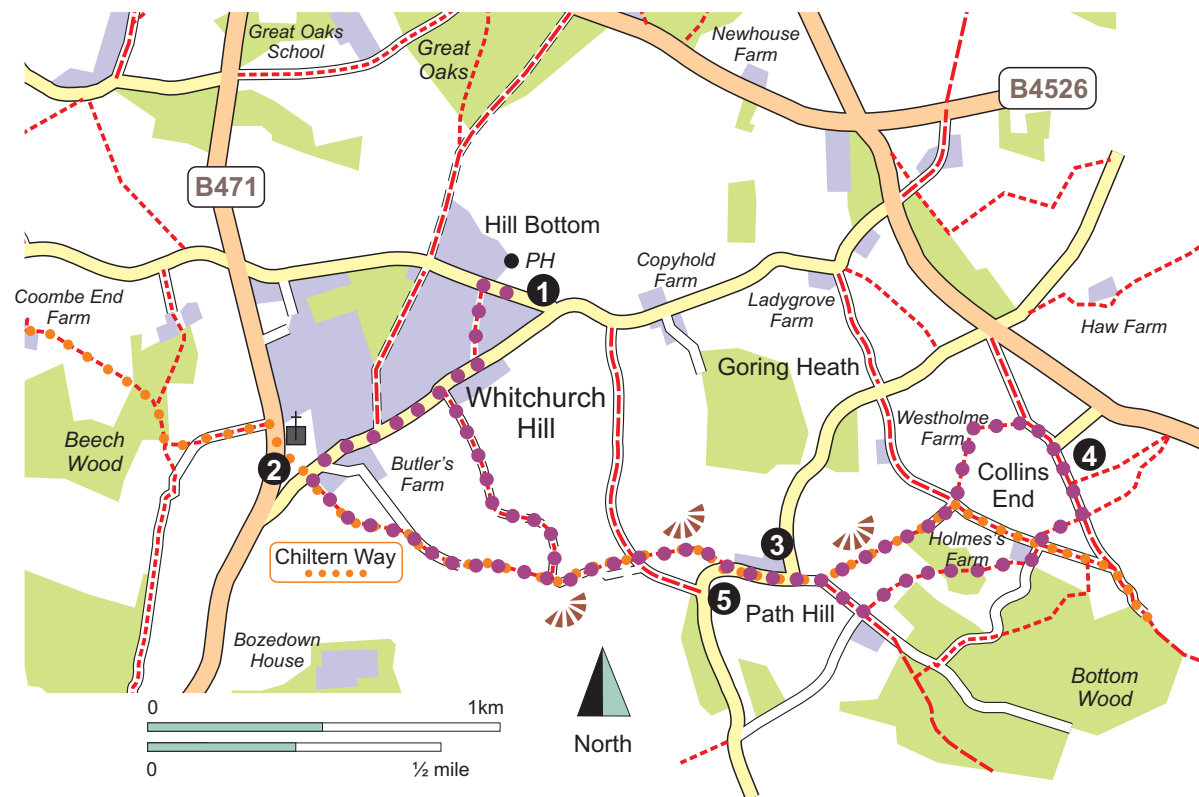 Great Oaks
School
Great
Oaks
Newhouse
Farm
B4526
B471
Hill Bottom
PH
1
Copyhold
Farm
Ladygrove
Farm
Haw Farm
Coombe End
Farm
Goring Heath
Whitchurch
Hill
Westholme
Farm
Beech
Wood
2
Butler's
Farm
4
Collins
End
Chiltern Way
3
Holmes's
Farm
5
Path Hill
Bozedown
House
Bottom
Wood
North
0
1km
0
½ mile